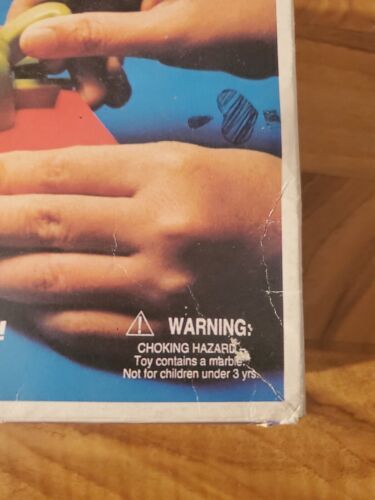 !
WARNING:
CHOKING HAZARD-
Toy contains a marble.
Not for children under 3 yrs.